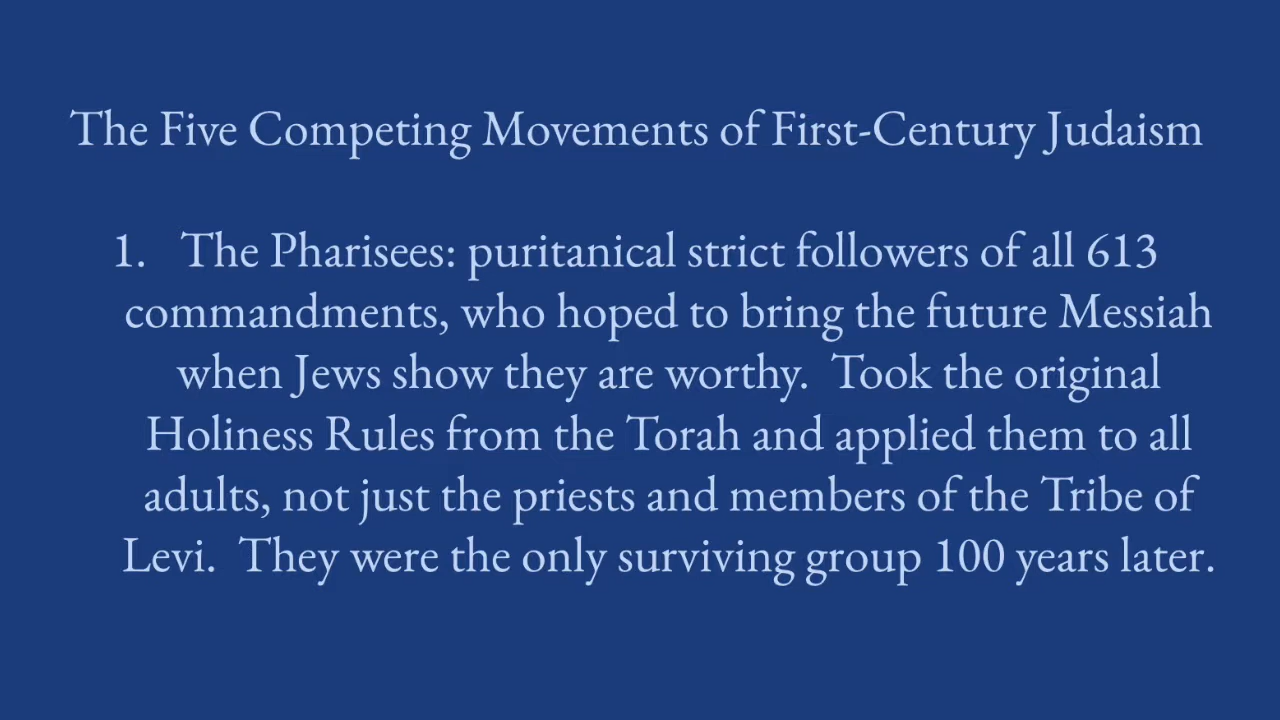 The Five Competing Movements of First-Century Judaism
1. The Pharisees: puritanical strict followers of all 613
commandments, who hoped to bring the future Messiah
when Jews show they are worthy. Took the original
Holiness Rules from the Torah and applied them to all
adults, not just the priests and members of the Tribe of
Levi. They were the only surviving group 100 years later.